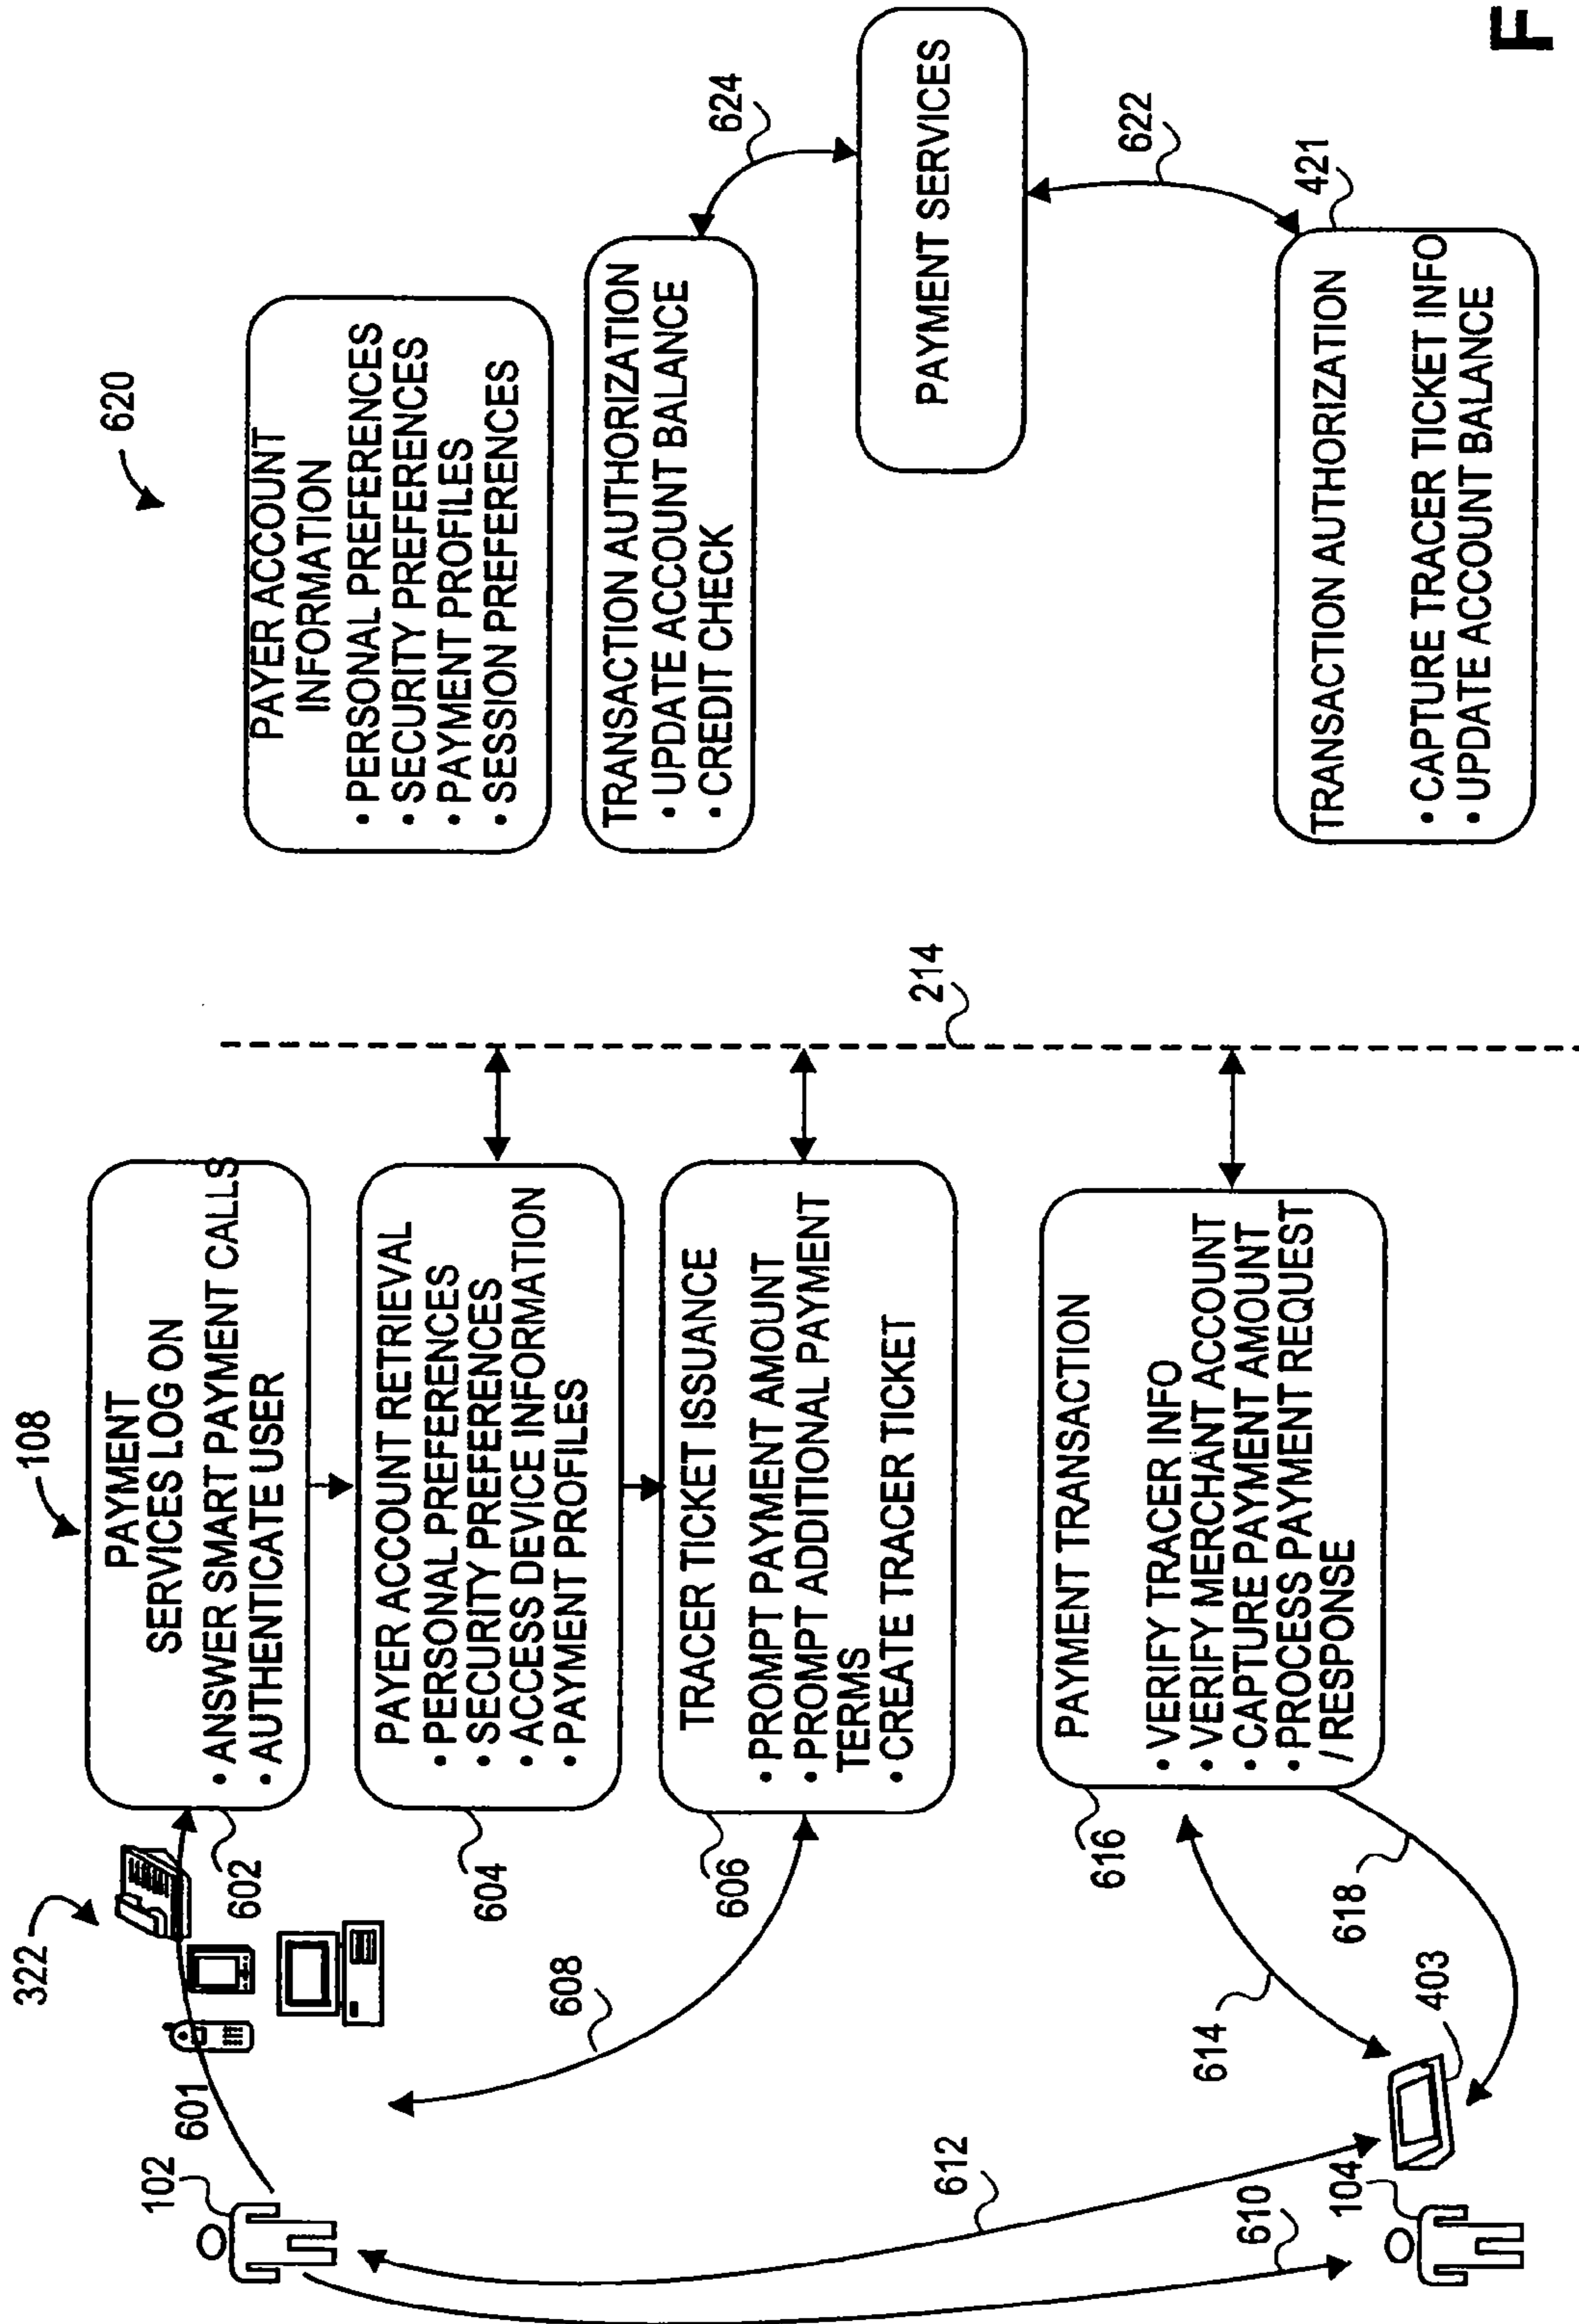 108
PAYMENT
SERVICES LOG ON
• ANSWER SMART PAYMENT CALLS
• AUTHENTICATE USER
322
601
602
102
PAYER ACCOUNT RETRIEVAL
• PERSONAL PREFERENCES
• SECURITY PREFERENCES
• ACCESS DEVICE INFORMATION
• PAYMENT PROFILES
604
TRACER TICKET ISSUANCE
• PROMPT PAYMENT AMOUNT
• PROMPT ADDITIONAL PAYMENT
TERMS
• CREATE TRACER TICKET
606
608
PAYMENT TRANSACTION
• VERIFY TRACER INFO
• VERIFY MERCHANT ACCOUNT
• CAPTURE PAYMENT AMOUNT
• PROCESS PAYMENT REQUEST
/ RESPONSE
616
614
618
612
610
104
403
214
620
PAYER ACCOUNT
INFORMATION
• PERSONAL PREFERENCES
• SECURITY PREFERENCES
• PAYMENT PROFILES
• SESSION PREFERENCES
TRANSACTION AUTHORIZATION
• UPDATE ACCOUNT BALANCE
• CREDIT CHECK
624
PAYMENT SERVICES
622
421
TRANSACTION AUTHORIZATION
• CAPTURE TRACER TICKET INFO
• UPDATE ACCOUNT BALANCE
F